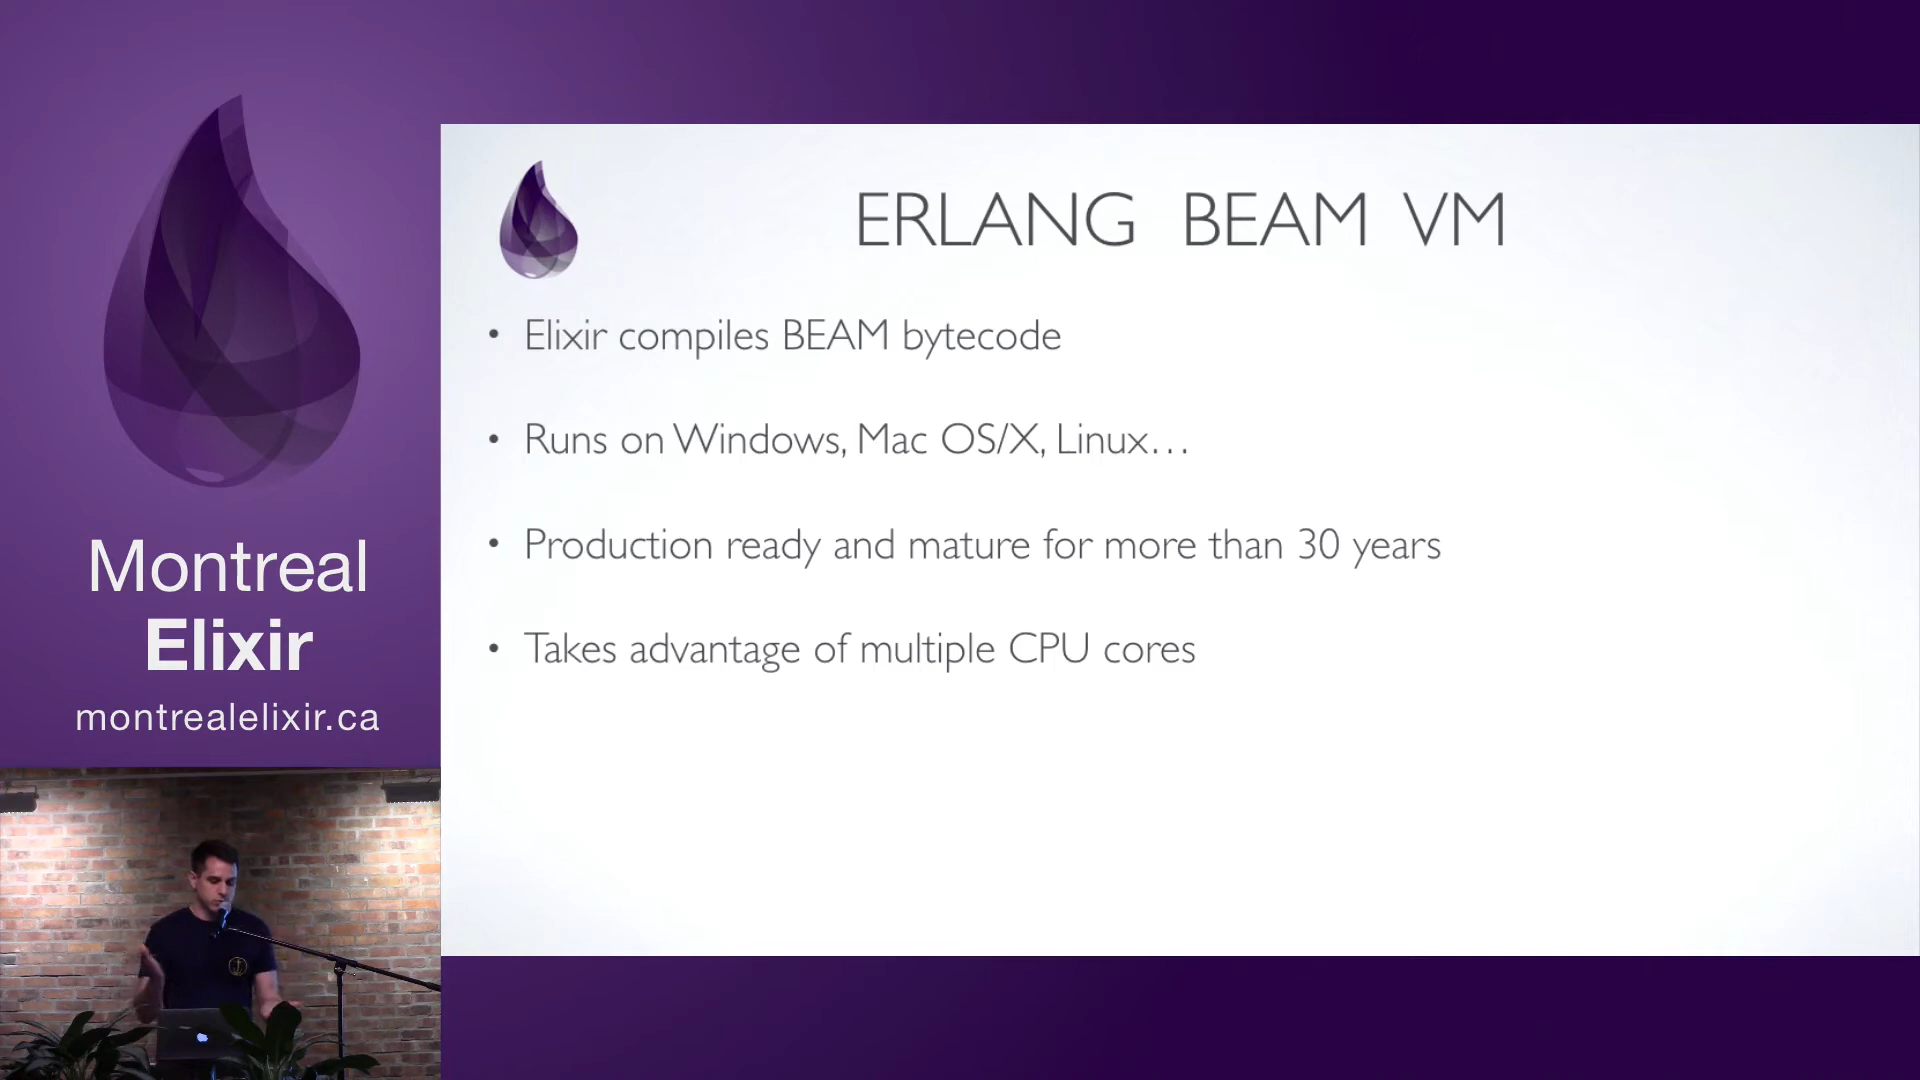 Montreal
Elixir
montrealelixir.ca
ERLANG BEAM VM
• Elixir compiles BEAM bytecode
• Runs on Windows, Mac OS/X, Linux…
• Production ready and mature for more than 30 years
• Takes advantage of multiple CPU cores